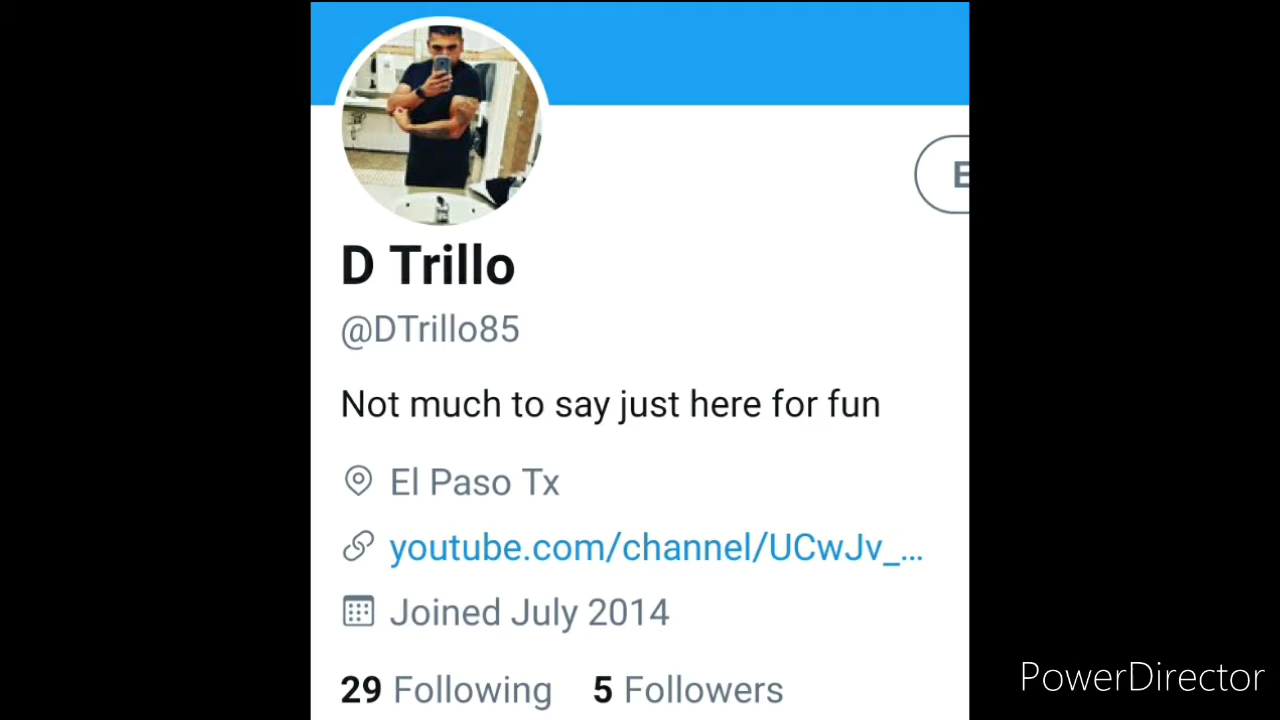 D Trillo
@DTrillo85
Not much to say just here for fun
El Paso Tx
youtube.com/channel/UCwJv_...
Joined July 2014
29 Following 5 Followers
PowerDirector